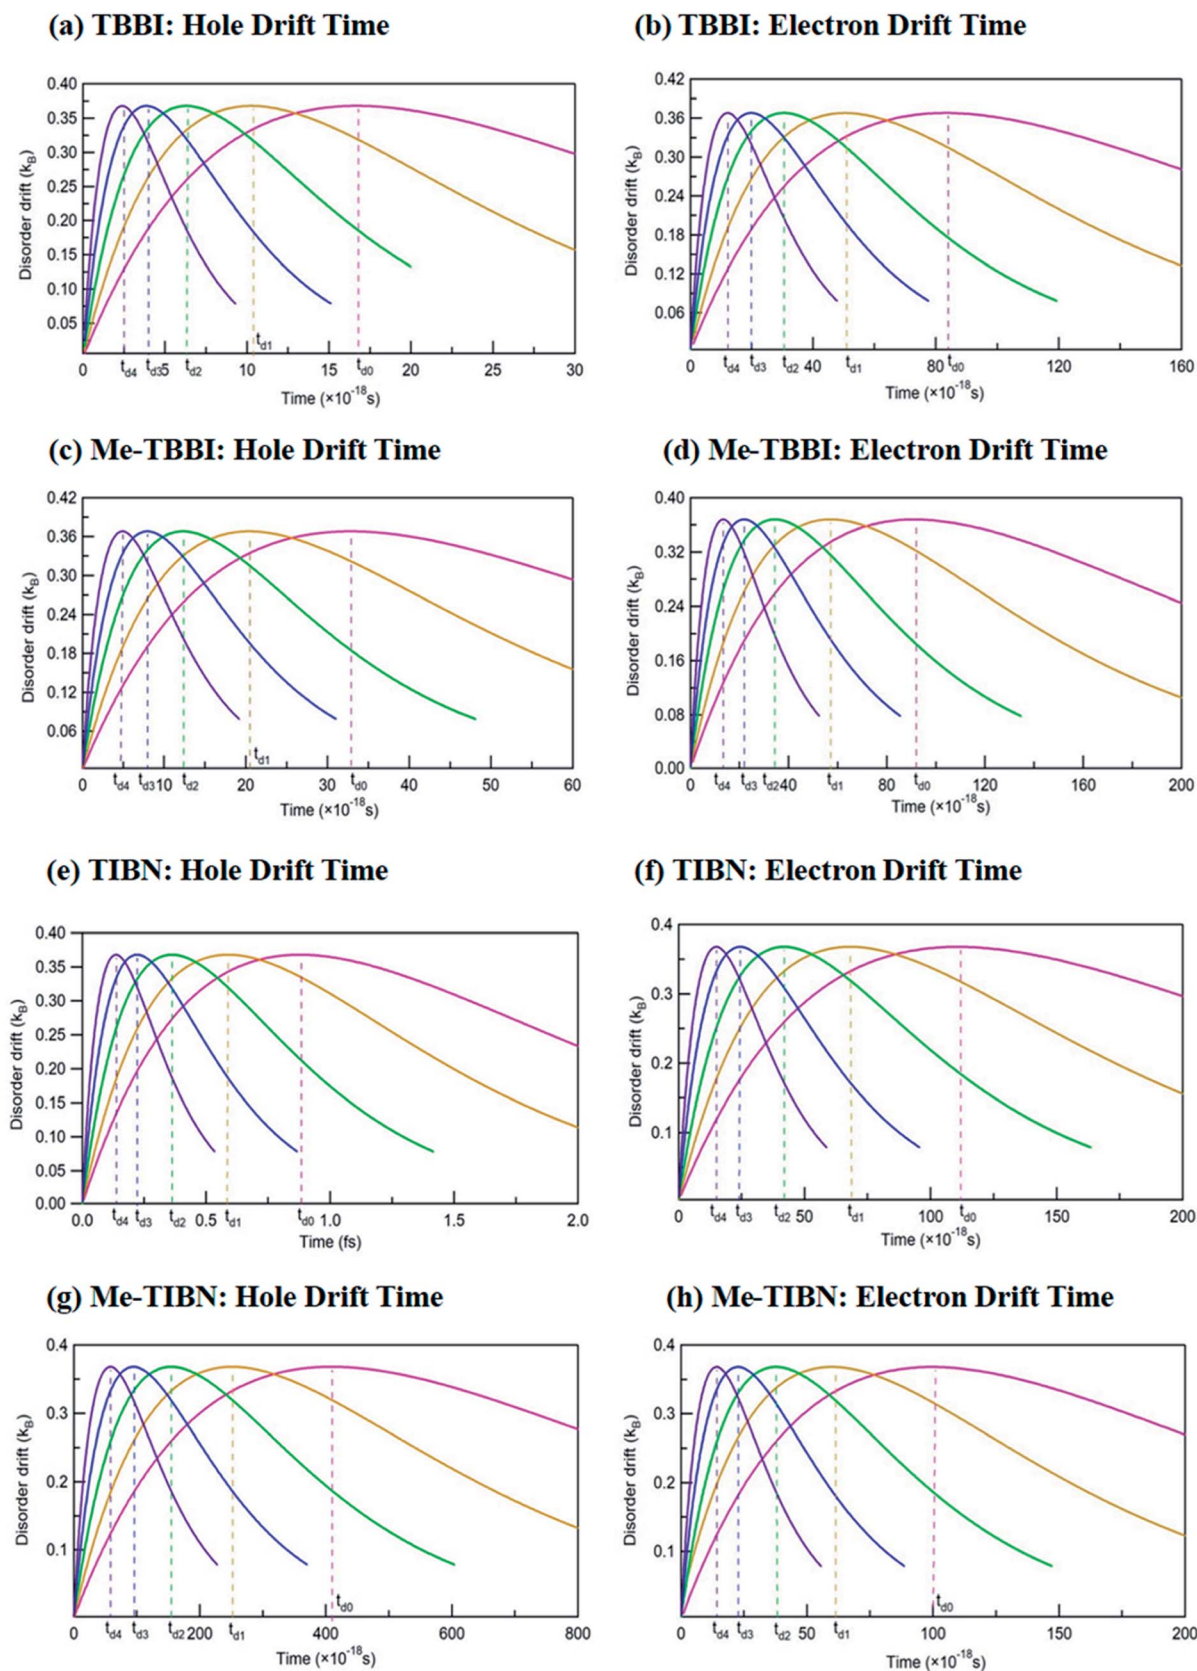 (a) TBBI: Hole Drift Time
0.40
0.35
0.30
0.25
0.20
0.15
0.10
0.05
Disorder drift (kB)
0 td4 td3 5 td2 10 td1 15 td0 20 25 30
Time (×10-18s)
(b) TBBI: Electron Drift Time
0.42
0.36
0.30
0.24
0.18
0.12
0.06
Disorder drift (kB)
0 td4 td3 td2 40 td1 80 td0 120 160
Time (×10-18s)
(c) Me-TBBI: Hole Drift Time
0.42
0.36
0.30
0.24
0.18
0.12
0.06
Disorder drift (kB)
0 td4 td3 10 td2 20 td1 30 td0 40 50 60
Time (×10-18s)
(d) Me-TBBI: Electron Drift Time
0.40
0.32
0.24
0.16
0.08
0.00
Disorder drift (kB)
0 td4 td3 td2 40 td1 80 td0 120 160 200
Time (×10-18s)
(e) TIBN: Hole Drift Time
0.40
0.35
0.30
0.25
0.20
0.15
0.10
0.05
0.00
Disorder drift (kB)
0.0 td4 td3 td2 0.5 td1 td0 1.0 1.5 2.0
Time (fs)
(f) TIBN: Electron Drift Time
0.4
0.3
0.2
0.1
Disorder drift (kB)
0 td4 td3 td2 50 td1 100 td0 150 200
Time (×10-18s)
(g) Me-TIBN: Hole Drift Time
0.4
0.3
0.2
0.1
Disorder drift (kB)
0 td4 td3 td2 200 td1 400 td0 600 800
Time (×10-18s)
(h) Me-TIBN: Electron Drift Time
0.4
0.3
0.2
0.1
Disorder drift (kB)
0 td4 td3 td2 50 td1 100 td0 150 200
Time (×10-18s)